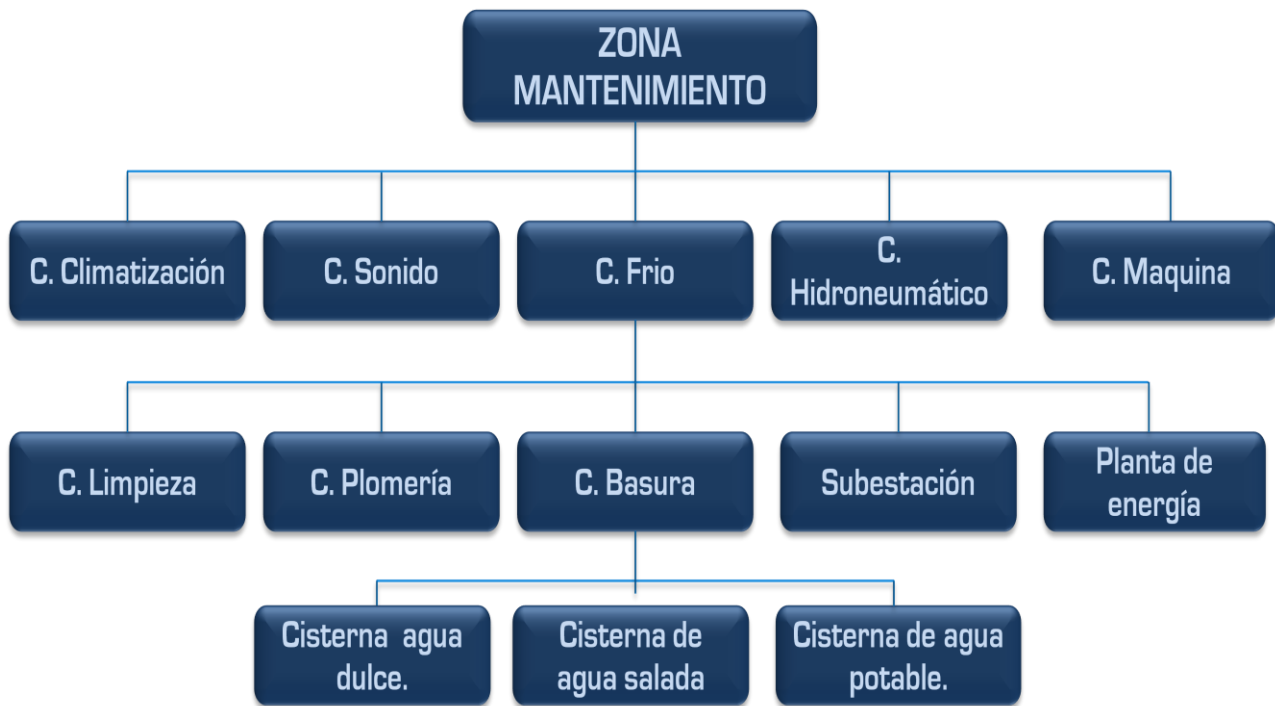 ZONA
MANTENIMIENTO
C. Climatización
C. Sonido
C. Frio
C.
Hidroneumático
C. Maquina
C. Limpieza
C. Plomería
C. Basura
Subestación
Planta de
energía
Cisterna agua
dulce.
Cisterna de
agua salada
Cisterna de agua
potable.